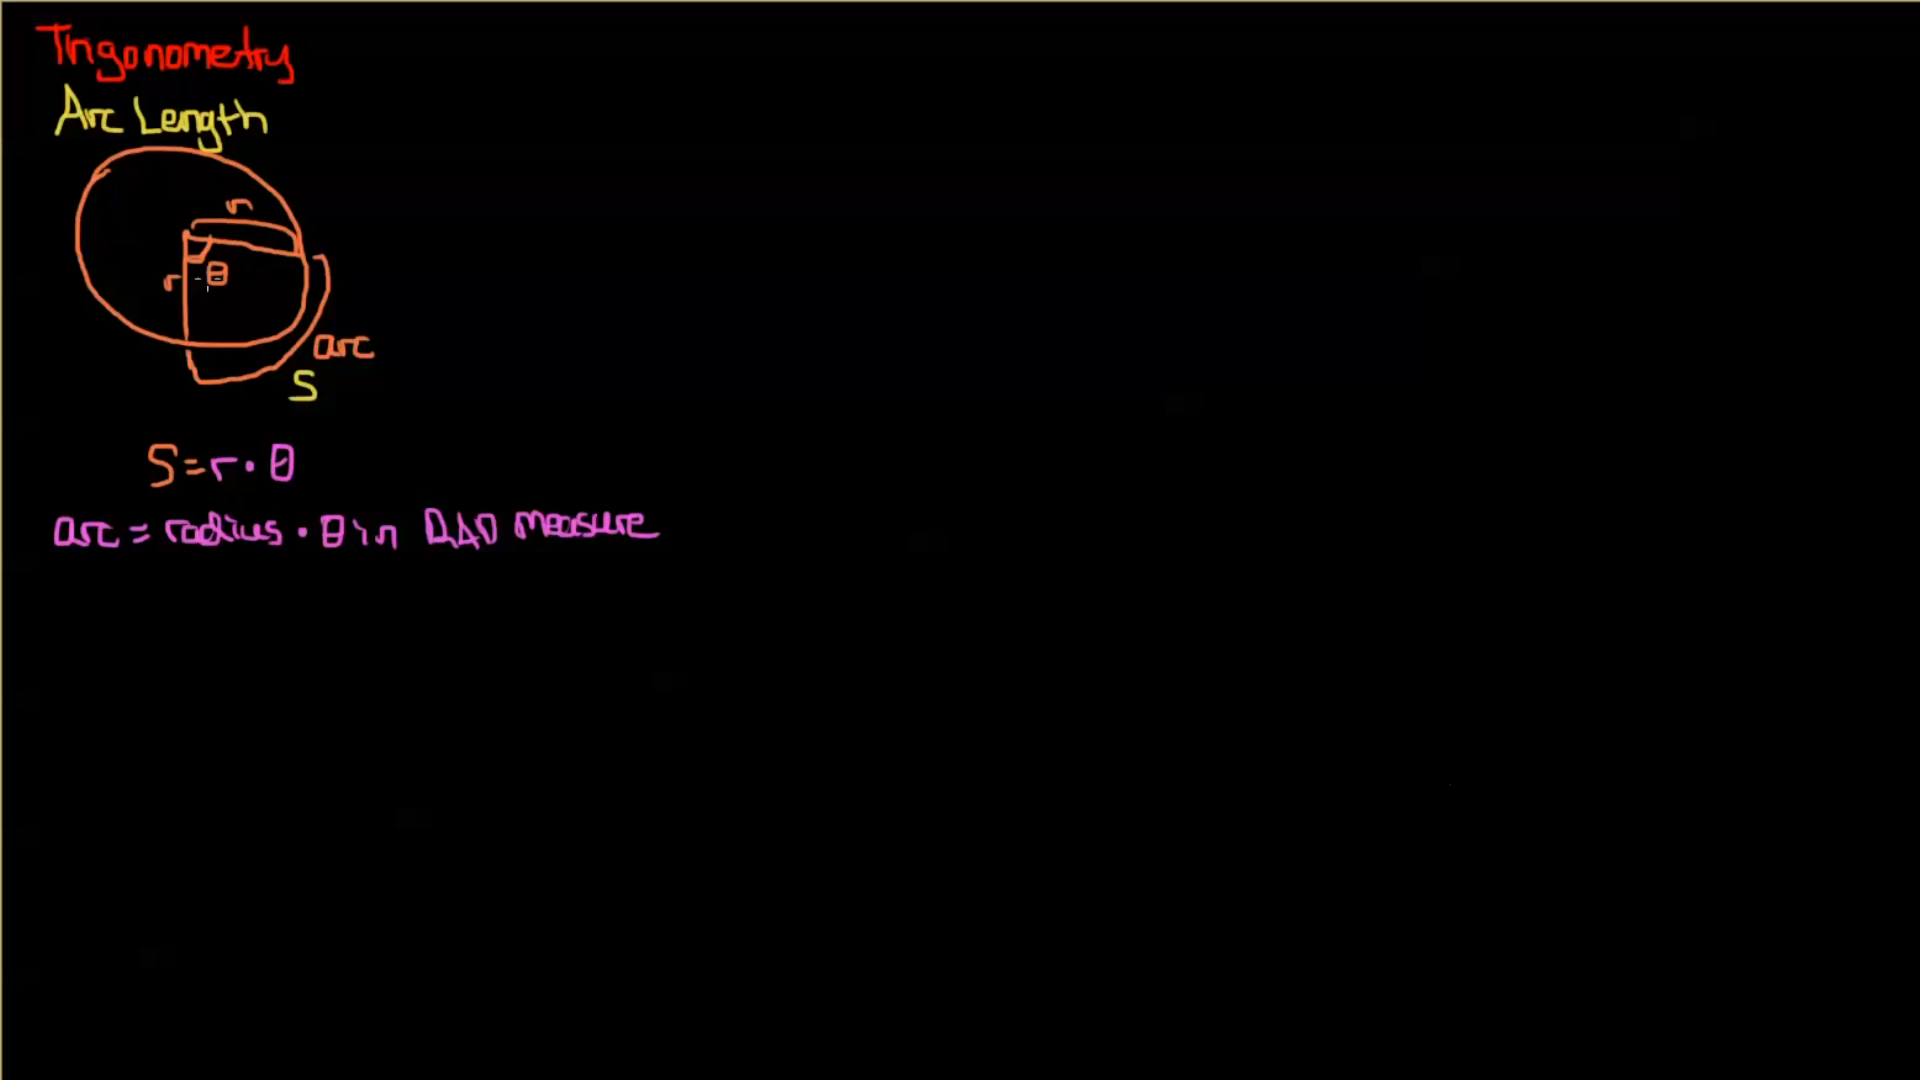 Trigonometry
Arc Length
r
r θ
arc
S
S = r · θ
arc = radius · θ in RAD measure